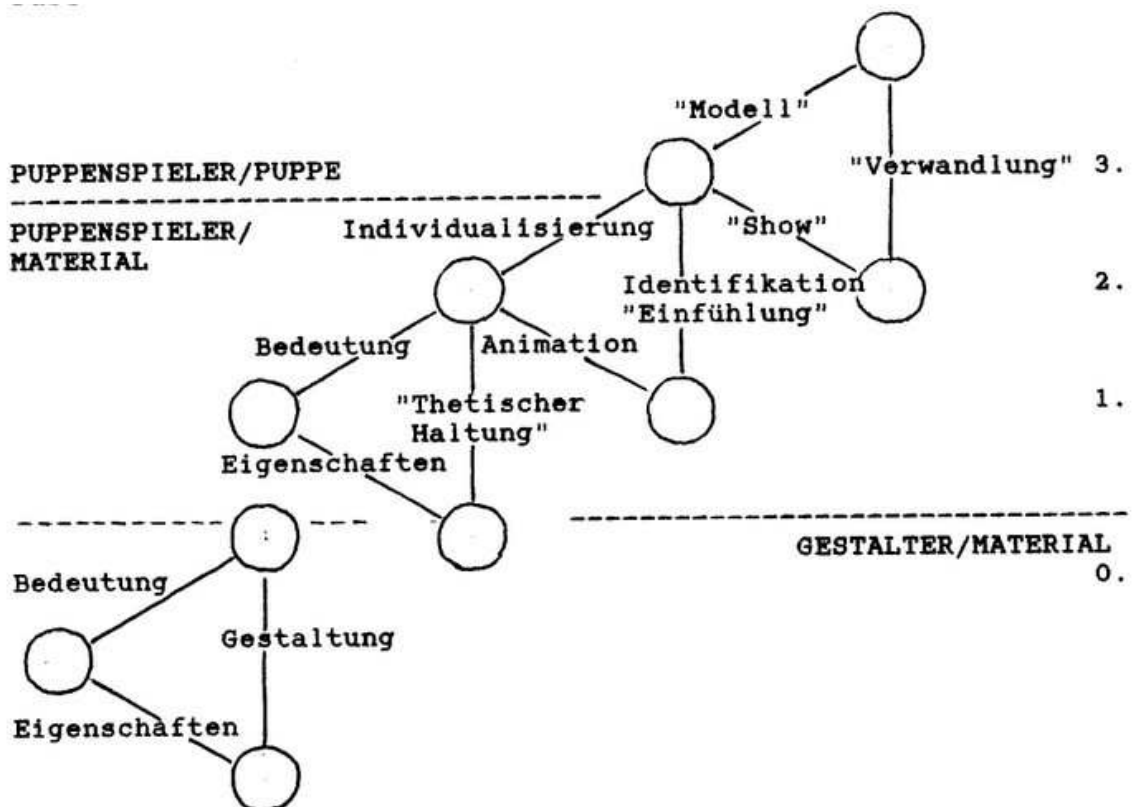 "Modell"
PUPPENSPIELER/PUPPE
"Verwandlung" 3.
PUPPENSPIELER/
MATERIAL
Individualisierung
"Show"
Identifikation
"Einfühlung"
2.
Bedeutung
Animation
"Thetischer
Haltung"
1.
Eigenschaften
GESTALTER/MATERIAL
0.
Bedeutung
Gestaltung
Eigenschaften